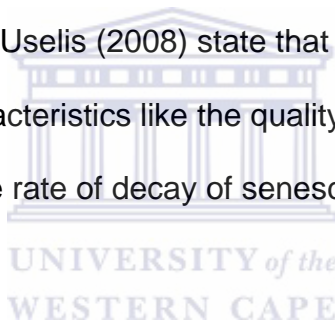 Uselis (2008) state that
acteristics like the quality
rate of decay of senesc
UNIVERSITY of the
WESTERN CAPE